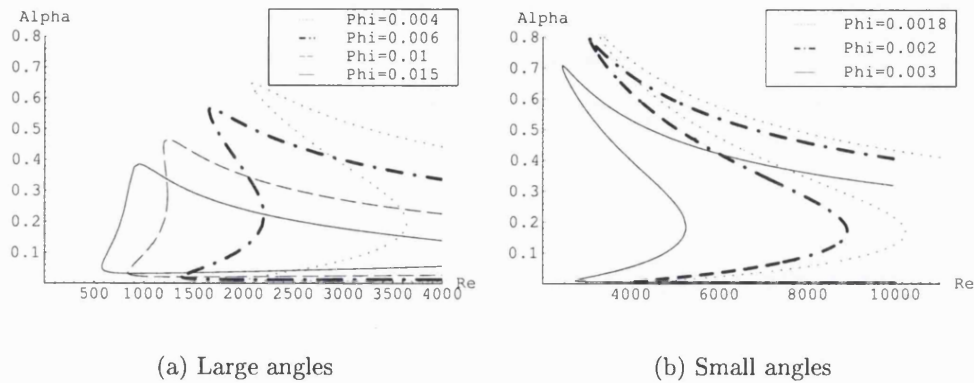 Alpha
Phi=0.004
Phi=0.006
Phi=0.01
Phi=0.015
0.8
0.7
0.6
0.5
0.4
0.3
0.2
0.1
500 1000 1500 2000 2500 3000 3500 4000 Re
(a) Large angles
Alpha
Phi=0.0018
Phi=0.002
Phi=0.003
0.8
0.7
0.6
0.5
0.4
0.3
0.2
0.1
4000 6000 8000 10000 Re
(b) Small angles